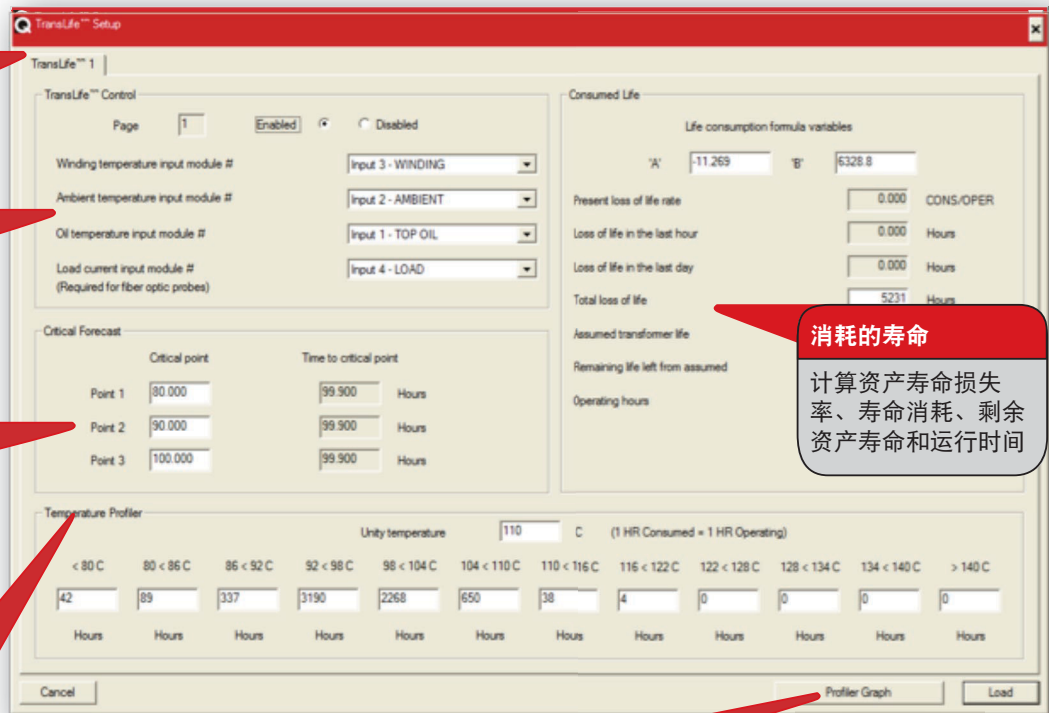 TransLife™ Setup
TransLife™ 1
TransLife™ Control
Page 1 Enabled Disabled
Winding temperature input module # Input 3 - WINDING
Ambient temperature input module # Input 2 - AMBIENT
Oil temperature input module # Input 1 - TOP OIL
Load current input module # Input 4 - LOAD
(Required for fiber optic probes)
Critical Forecast
Critical point Time to critical point
Point 1 80.000 99.900 Hours
Point 2 90.000 99.900 Hours
Point 3 100.000 99.900 Hours
Consumed Life
Life consumption formula variables
'A' -11.269 'B' 6328.8
Present loss of life rate 0.000 CONS/OPER
Loss of life in the last hour 0.000 Hours
Loss of life in the last day 0.000 Hours
Total loss of life 5231 Hours
Assumed transformer life
Remaining life left from assumed
Operating hours
消耗的寿命
计算资产寿命损失
率、寿命消耗、剩余
资产寿命和运行时间
Temperature Profiler
Unity temperature 110 C (1 HR Consumed = 1 HR Operating)
< 80 C 80 < 86 C 86 < 92 C 92 < 98 C 98 < 104 C 104 < 110 C 110 < 116 C 116 < 122 C 122 < 128 C 128 < 134 C 134 < 140 C > 140 C
42 89 337 3190 2268 650 38 4 0 0 0 0
Hours Hours Hours Hours Hours Hours Hours Hours Hours Hours Hours Hours
Cancel Profiler Graph Load